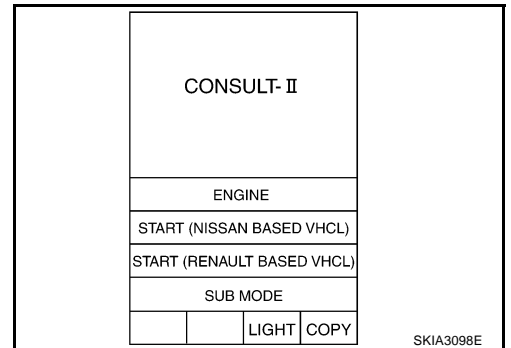 CONSULT-II
ENGINE
START (NISSAN BASED VHCL)
START (RENAULT BASED VHCL)
SUB MODE
LIGHT COPY
SKIA3098E